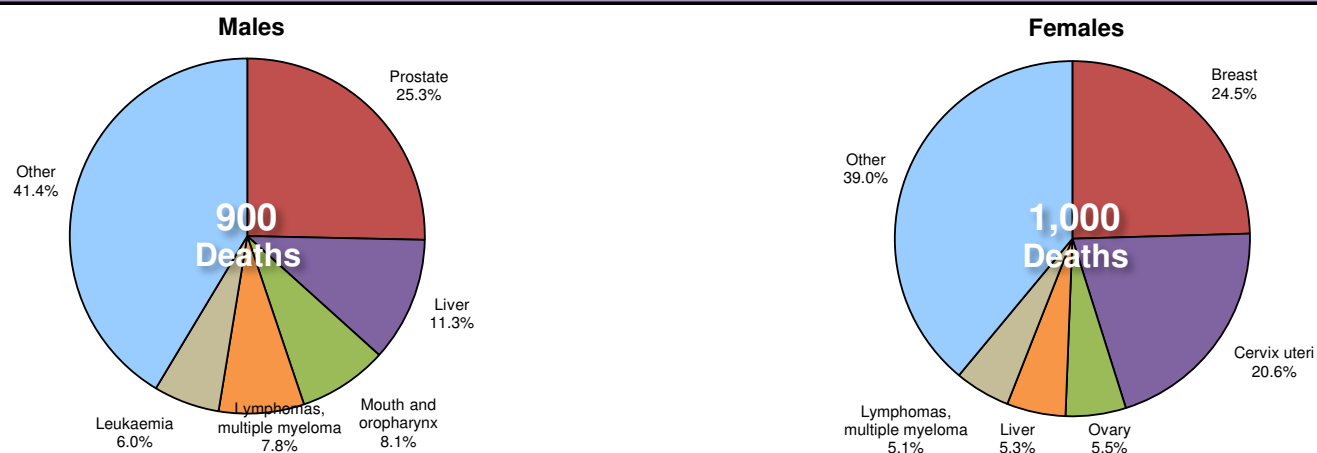 Males
Prostate
25.3%
Other
41.4%
900
Deaths
Liver
11.3%
Mouth and
oropharynx
8.1%
Lymphomas,
multiple myeloma
7.8%
Leukaemia
6.0%
Females
Breast
24.5%
Other
39.0%
1,000
Deaths
Cervix uteri
20.6%
Ovary
5.5%
Liver
5.3%
Lymphomas,
multiple myeloma
5.1%